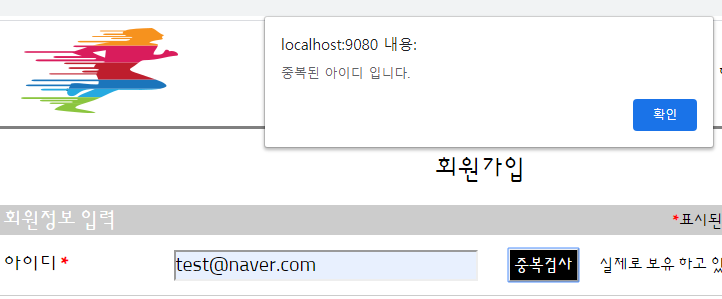 localhost:9080 내용:
중복된 아이디 입니다.
확인
회원가입
회원정보 입력 *표시된
아이디 * test@naver.com 중복검사 실제로 보유 하고